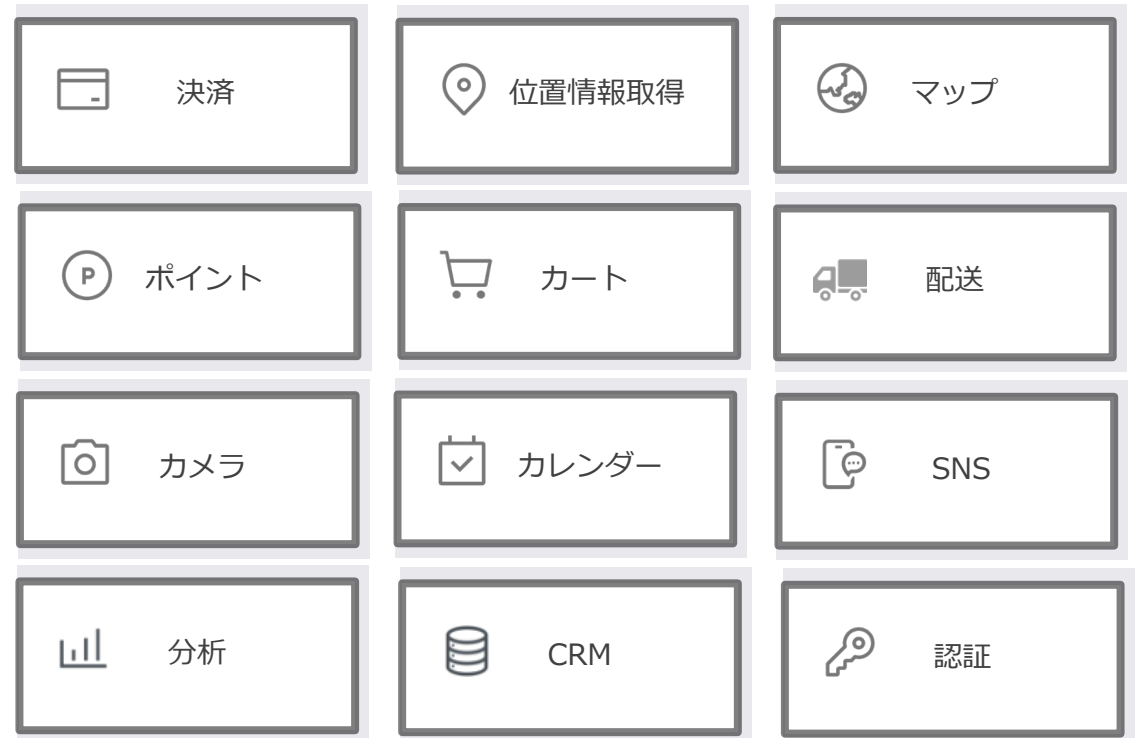 決済
位置情報取得
マップ
P
ポイント
カート
配送
カメラ
カレンダー
SNS
分析
CRM
認証